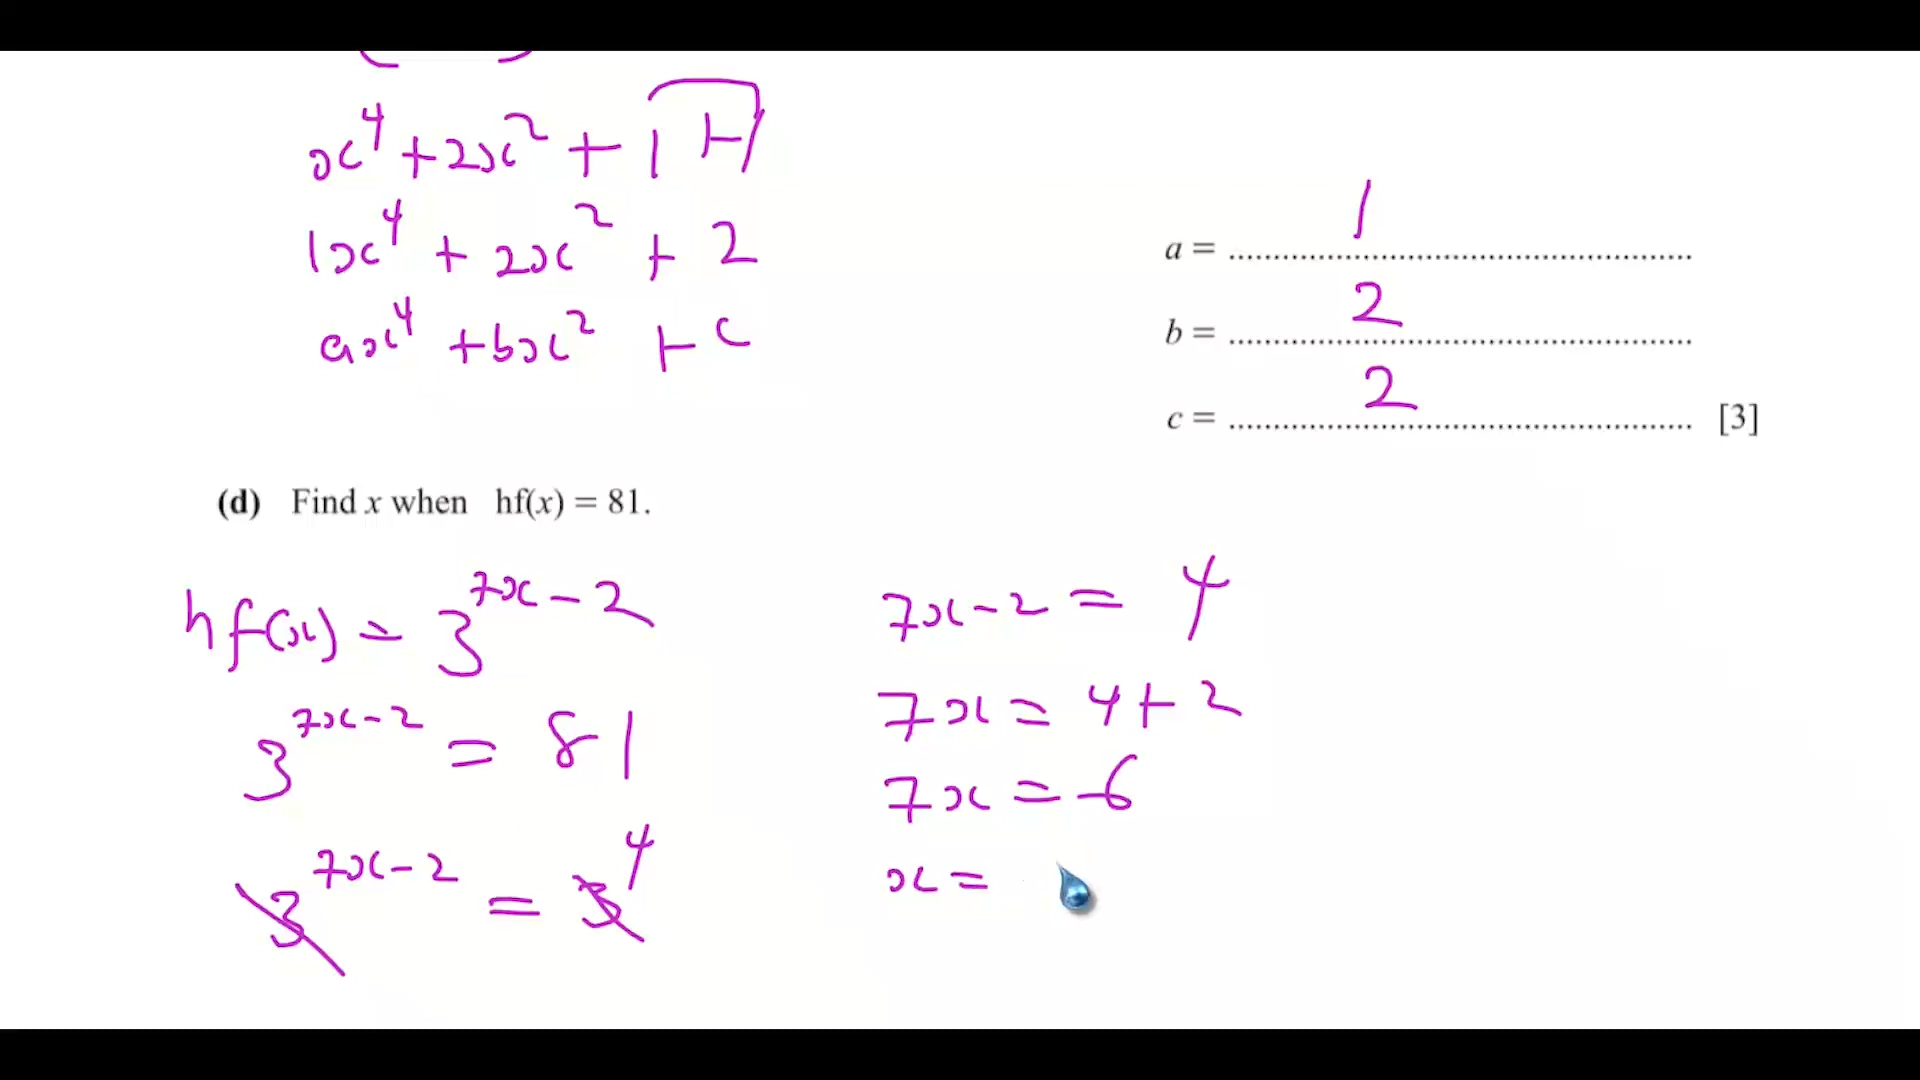 x⁴ + 2x² + 1 + 1
1x⁴ + 2x² + 2
ax⁴ + bx² + c
a = ........ 1
b = ........ 2
c = ........ 2 [3]
(d) Find x when hf(x) = 81.
hf(x) = 3^(7x-2)
3^(7x-2) = 81
3^(7x-2) = 3⁴
7x - 2 = 4
7x = 4 + 2
7x = 6
x =